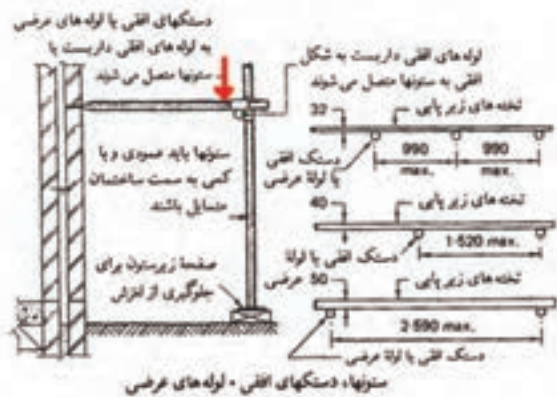 دستکهای افقی یا لوله های عرضی
به لوله های افقی داربست یا
ستونها متصل می شوند
لوله های افقی داربست به شکل
افقی به ستونها متصل می شوند
ستونها باید عمودی و یا
کمی به سمت ساختمان
متمایل باشند
صفحهٔ زیرستون برای
جلوگیری از لغزش
32
تخته های زیر پایی
990 max.
990 max.
دستک افقی
یا لولهٔ عرضی
40
تخته های زیر پایی
1·520 max.
دستک افقی یا لولهٔ
عرضی
50
تخته های زیر پایی
2·590 max.
دستک افقی یا لولهٔ عرضی
ستونها، دستکهای افقی - لوله های عرضی